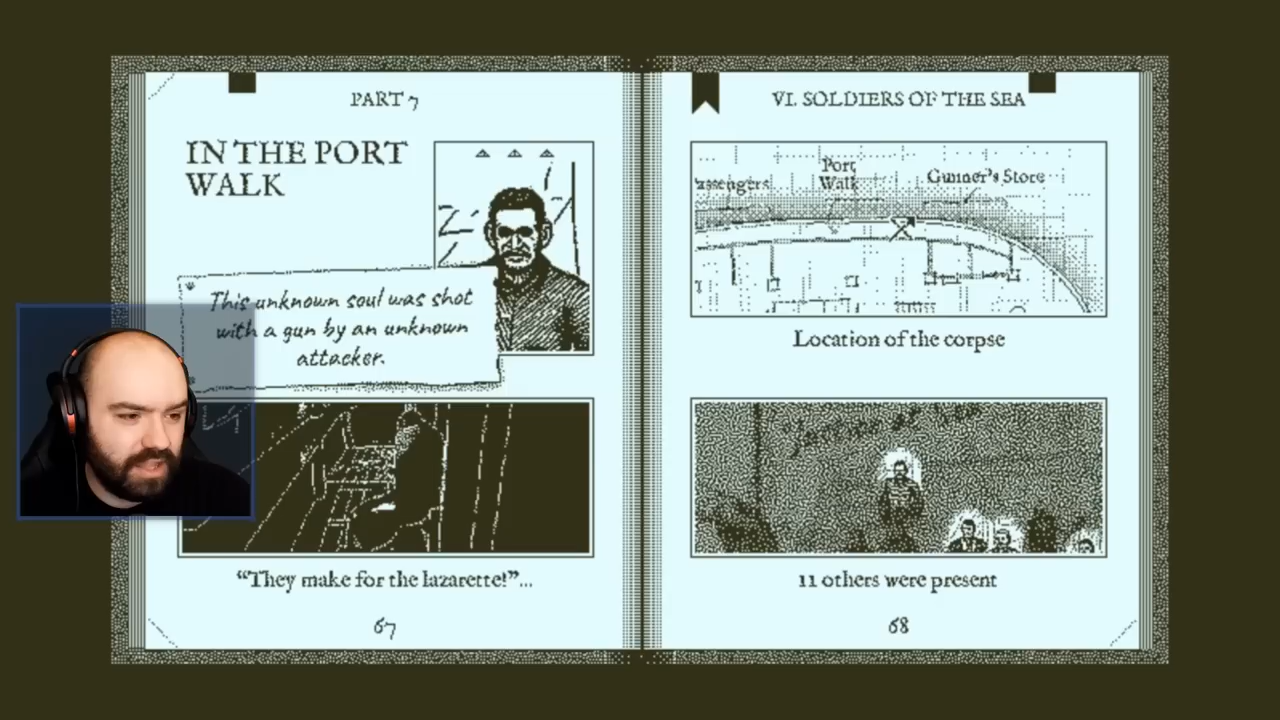 PART 7
IN THE PORT
WALK
This unknown soul was shot
with a gun by an unknown
attacker.
"They make for the lazarette!"...
67
VI. SOLDIERS OF THE SEA
Port
Walk
Gunner's Store
Location of the corpse
11 others were present
68